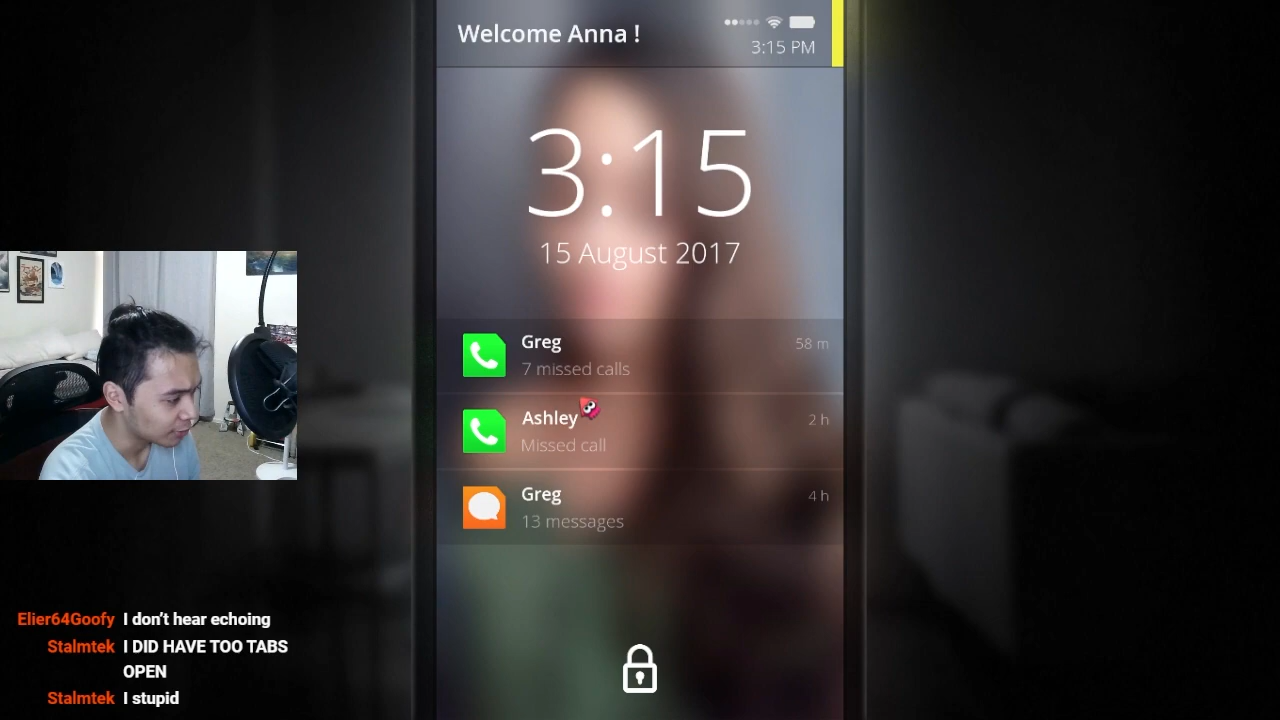 Welcome Anna !
3:15 PM
3:15
15 August 2017
Greg
58 m
7 missed calls
Ashley
2 h
Missed call
Greg
4 h
13 messages
Elier64Goofy I don't hear echoing
Stalmtek I DID HAVE TOO TABS
OPEN
Stalmtek I stupid